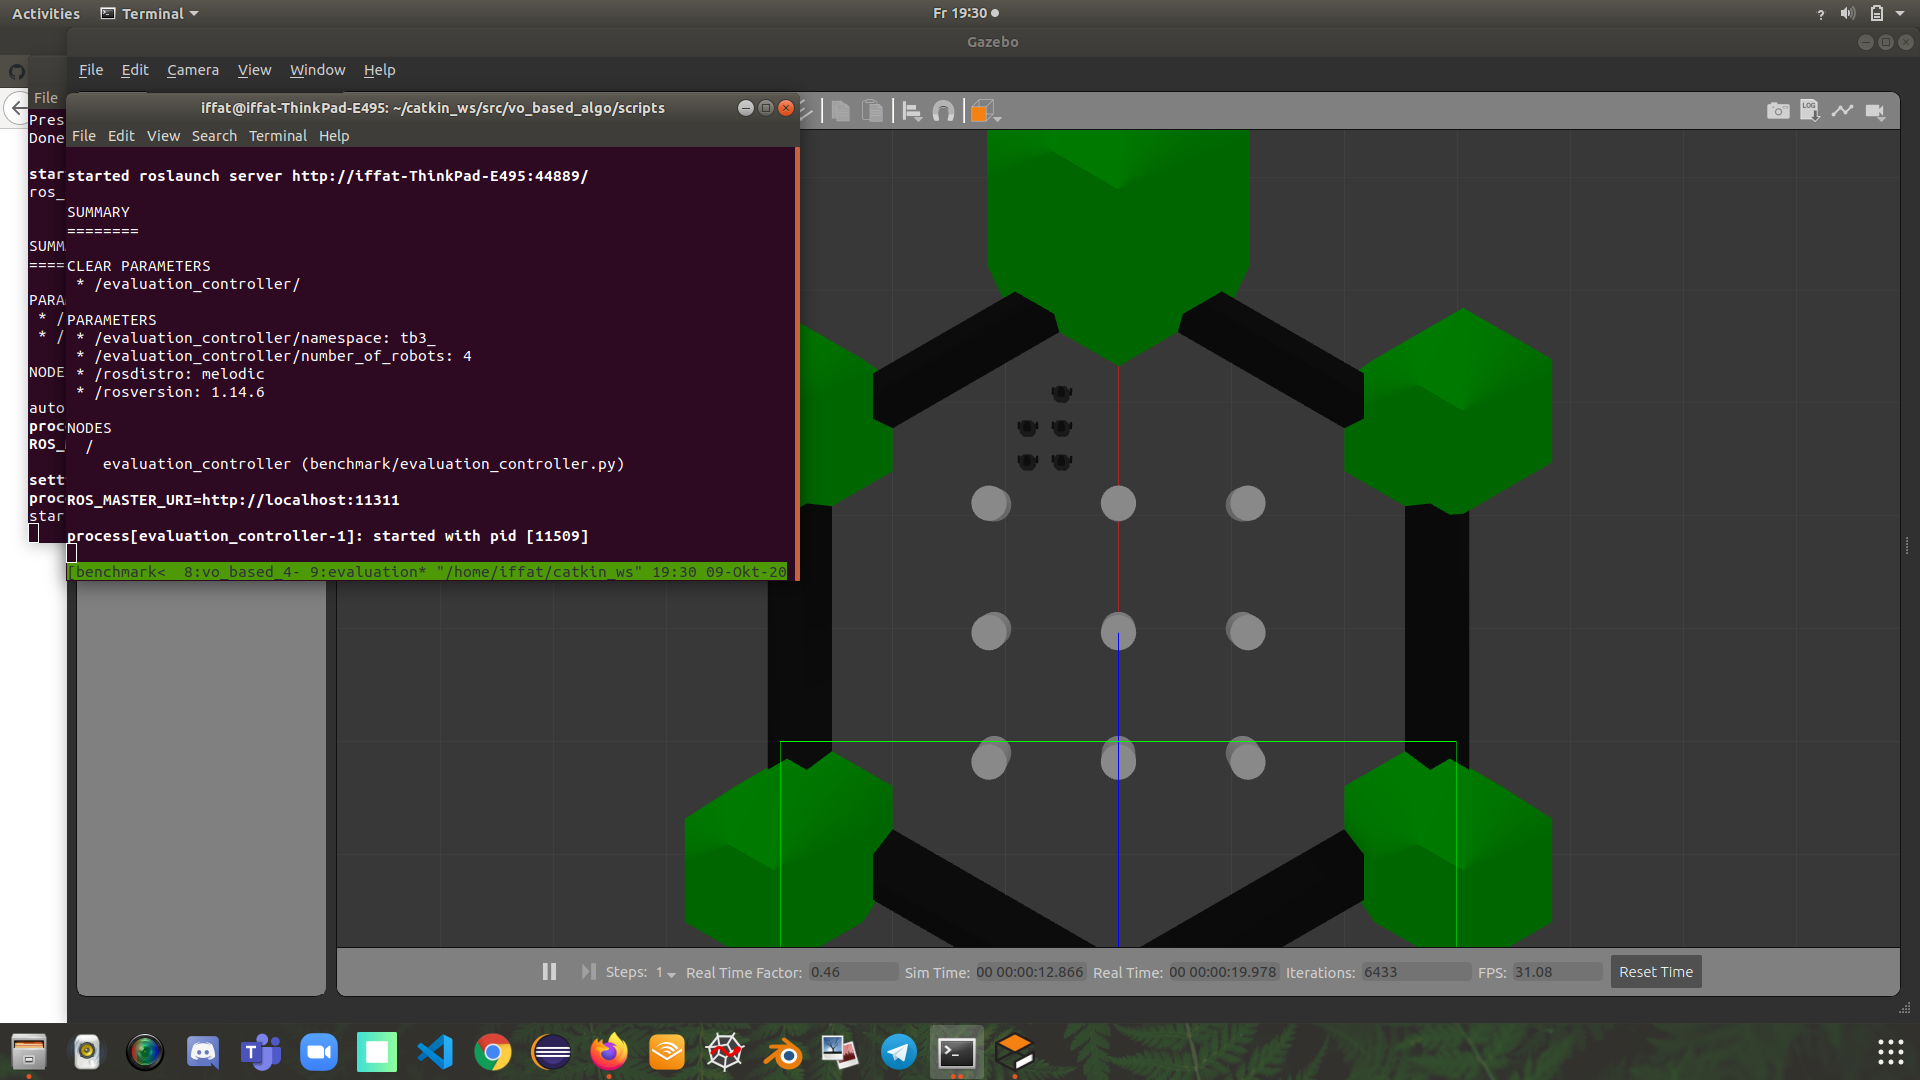 Activities
Terminal
Fr 19:30
?
Gazebo
File Edit Camera View Window Help
File
iffat@iffat-ThinkPad-E495: ~/catkin_ws/src/vo_based_algo/scripts
File Edit View Search Terminal Help
LOG
Pres
Done
star
ros_
SUMM
====
PARA
* /
* /
NODE
auto
proc
ROS_
sett
proc
star
started roslaunch server http://iffat-ThinkPad-E495:44889/
SUMMARY
========
CLEAR PARAMETERS
* /evaluation_controller/
PARAMETERS
* /evaluation_controller/namespace: tb3_
* /evaluation_controller/number_of_robots: 4
* /rosdistro: melodic
* /rosversion: 1.14.6
NODES
/
evaluation_controller (benchmark/evaluation_controller.py)
ROS_MASTER_URI=http://localhost:11311
process[evaluation_controller-1]: started with pid [11509]
[benchmark< 8:vo_based_4- 9:evaluation* "/home/iffat/catkin_ws" 19:30 09-Okt-20
Steps: 1 Real Time Factor: 0.46 Sim Time: 00 00:00:12.866 Real Time: 00 00:00:19.978 Iterations: 6433 FPS: 31.08 Reset Time